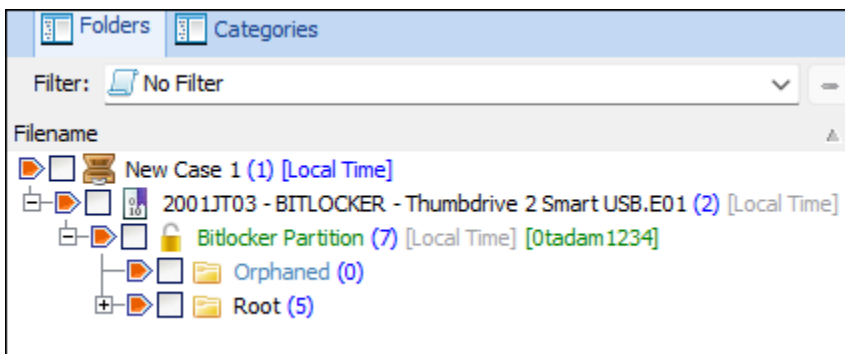 Folders Categories
Filter: No Filter
Filename
New Case 1 (1) [Local Time]
2001JT03 - BITLOCKER - Thumbdrive 2 Smart USB.E01 (2) [Local Time]
Bitlocker Partition (7) [Local Time] [0tadam1234]
Orphaned (0)
Root (5)